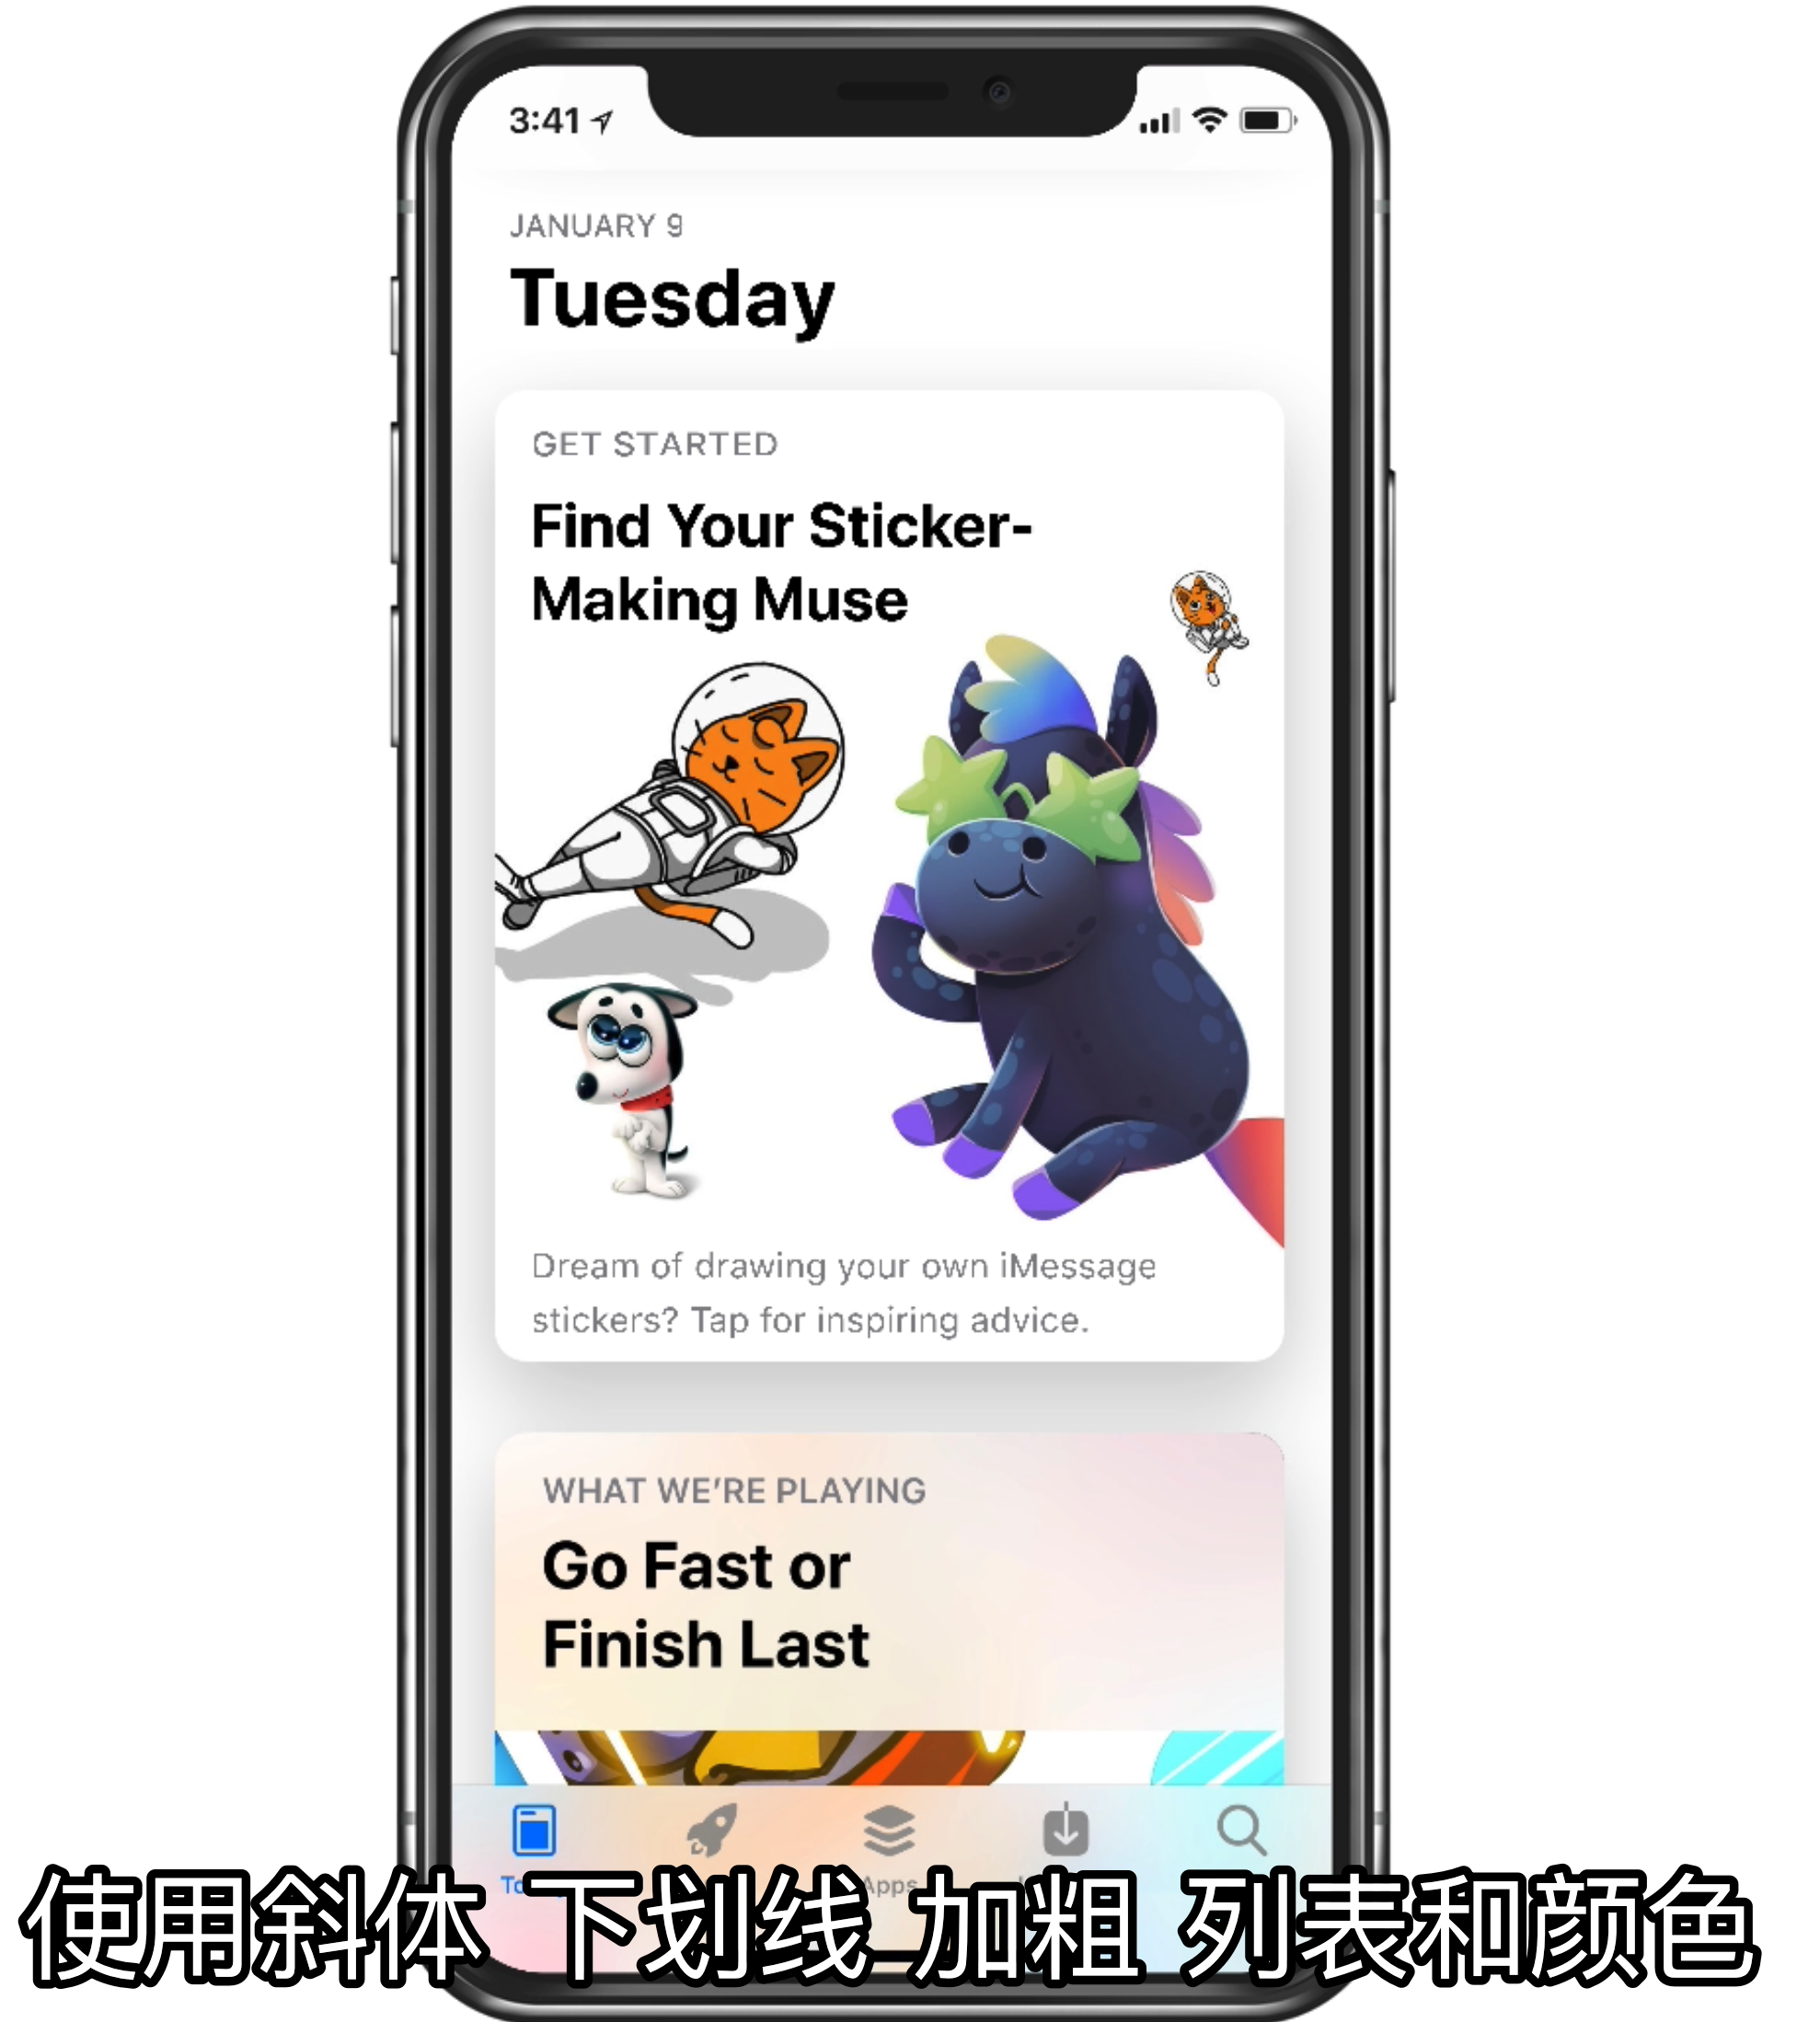 3:41
JANUARY 9
Tuesday
GET STARTED
Find Your Sticker-
Making Muse
Dream of drawing your own iMessage
stickers? Tap for inspiring advice.
WHAT WE'RE PLAYING
Go Fast or
Finish Last
Apps
使用斜体 下划线 加粗 列表和颜色